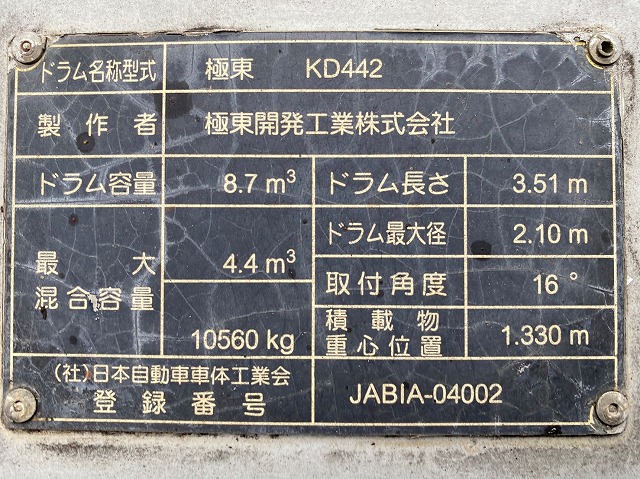 ドラム名称型式 極東 KD442
製作者 極東開発工業株式会社
ドラム容量 8.7 m³ ドラム長さ 3.51 m
ドラム最大径 2.10 m
最大 4.4 m³
混合容量 取付角度 16°
10560 kg 積載物 1.330 m
重心位置
(社)日本自動車車体工業会
登録番号 JABIA-04002